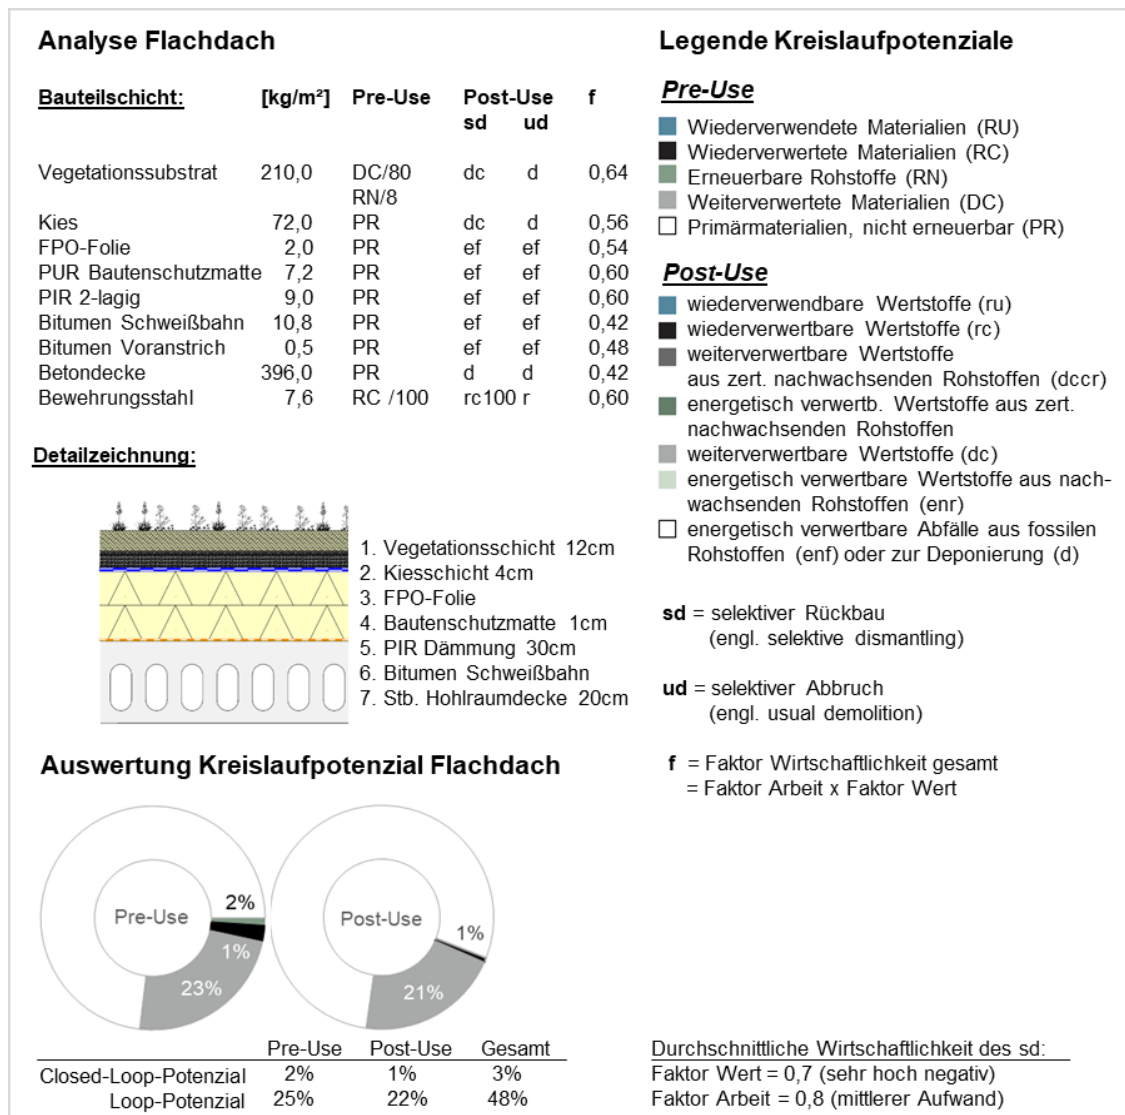 Analyse Flachdach
Bauteilschicht: [kg/m²] Pre-Use Post-Use f
sd ud
Vegetationssubstrat 210,0 DC/80 dc d 0,64
RN/8
Kies 72,0 PR dc d 0,56
FPO-Folie 2,0 PR ef ef 0,54
PUR Bautenschutzmatte 7,2 PR ef ef 0,60
PIR 2-lagig 9,0 PR ef ef 0,60
Bitumen Schweißbahn 10,8 PR ef ef 0,42
Bitumen Voranstrich 0,5 PR ef ef 0,48
Betondecke 396,0 PR d d 0,42
Bewehrungsstahl 7,6 RC /100 rc100 r 0,60
Detailzeichnung:
1. Vegetationsschicht 12cm
2. Kiesschicht 4cm
3. FPO-Folie
4. Bautenschutzmatte 1cm
5. PIR Dämmung 30cm
6. Bitumen Schweißbahn
7. Stb. Hohlraumdecke 20cm
Auswertung Kreislaufpotenzial Flachdach
Pre-Use
2%
1%
23%
Post-Use
1%
21%
Pre-Use Post-Use Gesamt
Closed-Loop-Potenzial 2% 1% 3%
Loop-Potenzial 25% 22% 48%
Legende Kreislaufpotenziale
Pre-Use
Wiederverwendete Materialien (RU)
Wiederverwertete Materialien (RC)
Erneuerbare Rohstoffe (RN)
Weiterverwertete Materialien (DC)
Primärmaterialien, nicht erneuerbar (PR)
Post-Use
wiederverwendbare Wertstoffe (ru)
wiederverwertbare Wertstoffe (rc)
weiterverwertbare Wertstoffe
aus zert. nachwachsenden Rohstoffen (dccr)
energetisch verwertb. Wertstoffe aus zert.
nachwachsenden Rohstoffen
weiterverwertbare Wertstoffe (dc)
energetisch verwertbare Wertstoffe aus nach-
wachsenden Rohstoffen (enr)
energetisch verwertbare Abfälle aus fossilen
Rohstoffen (enf) oder zur Deponierung (d)
sd = selektiver Rückbau
(engl. selektive dismantling)
ud = selektiver Abbruch
(engl. usual demolition)
f = Faktor Wirtschaftlichkeit gesamt
= Faktor Arbeit x Faktor Wert
Durchschnittliche Wirtschaftlichkeit des sd:
Faktor Wert = 0,7 (sehr hoch negativ)
Faktor Arbeit = 0,8 (mittlerer Aufwand)